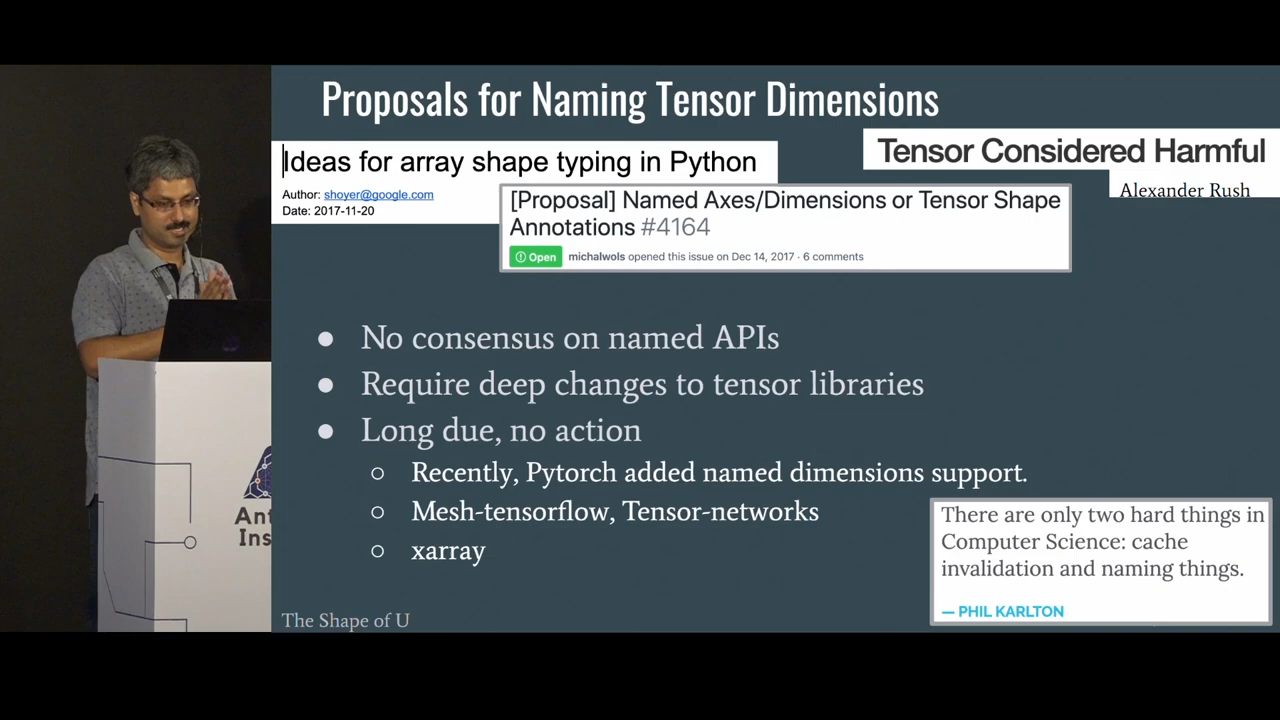 Proposals for Naming Tensor Dimensions
Ideas for array shape typing in Python
Author: shoyer@google.com
Date: 2017-11-20
Tensor Considered Harmful
Alexander Rush
[Proposal] Named Axes/Dimensions or Tensor Shape
Annotations #4164
Open michalwols opened this issue on Dec 14, 2017 · 6 comments
● No consensus on named APIs
● Require deep changes to tensor libraries
● Long due, no action
○ Recently, Pytorch added named dimensions support.
○ Mesh-tensorflow, Tensor-networks
○ xarray
There are only two hard things in
Computer Science: cache
invalidation and naming things.
— PHIL KARLTON
The Shape of U
Ant
Ins